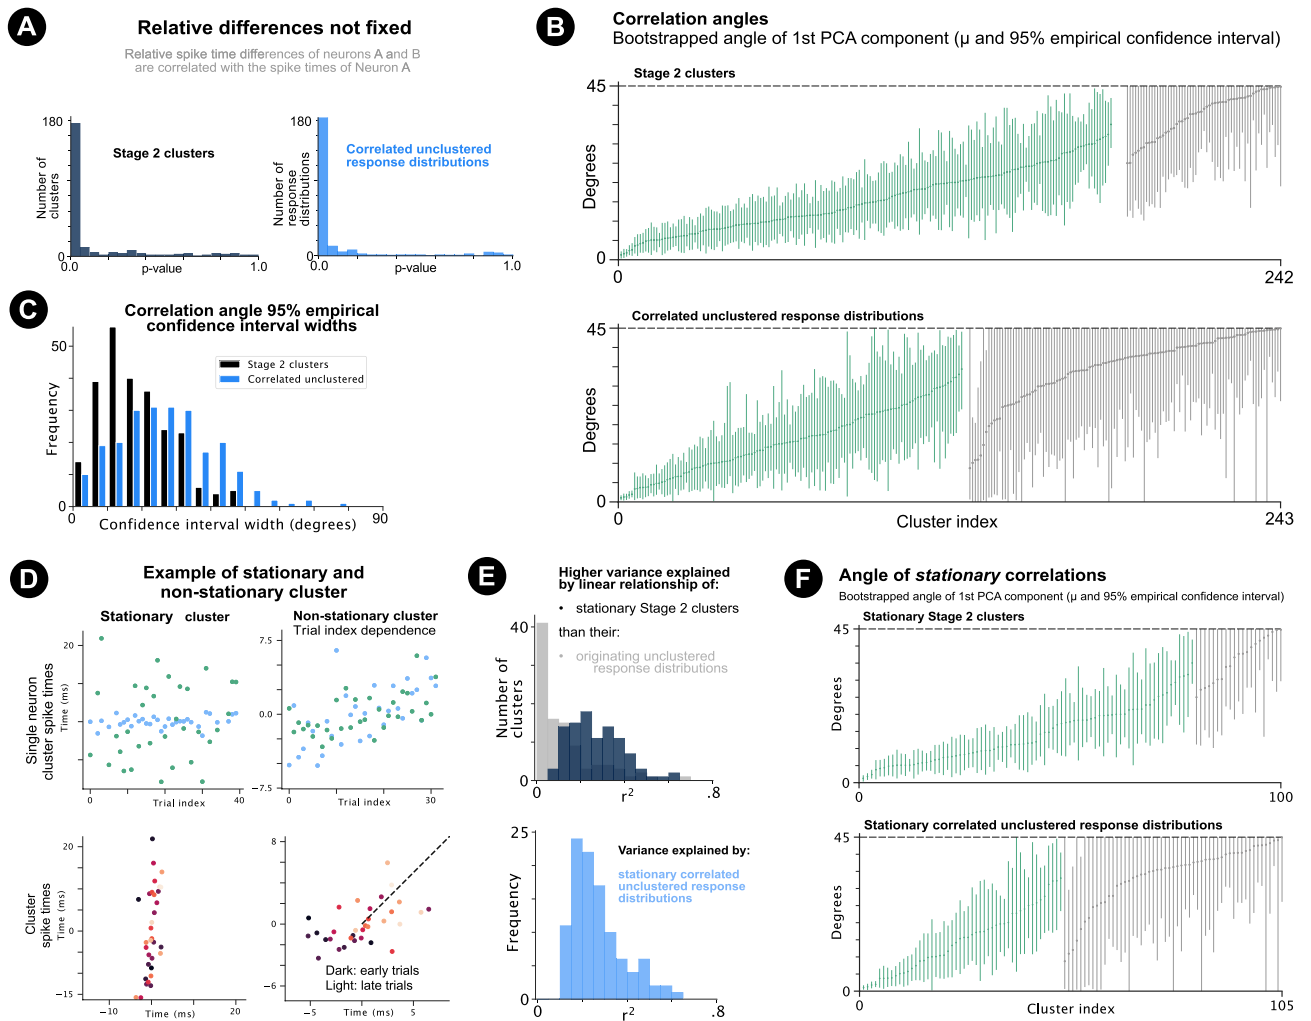 A
Relative differences not fixed
Relative spike time differences of neurons A and B
are correlated with the spike times of Neuron A
180
Number of
clusters
Stage 2 clusters
0
0.0
p-value
1.0
180
Number of
response
distributions
Correlated unclustered
response distributions
0
0.0
p-value
1.0
B
Correlation angles
Bootstrapped angle of 1st PCA component (μ and 95% empirical confidence interval)
Stage 2 clusters
45
Degrees
0
0
242
Correlated unclustered response distributions
45
Degrees
0
0
Cluster index
243
C
Correlation angle 95% empirical
confidence interval widths
50
Frequency
Stage 2 clusters
Correlated unclustered
0
0
Confidence interval width (degrees)
90
D
Example of stationary and
non-stationary cluster
Stationary cluster
20
Single neuron
cluster spike times
Time (ms)
0
Trial index
40
Non-stationary cluster
Trial index dependence
7.5
0.0
−7.5
0
Trial index
30
20
Cluster
spike times
Time (ms)
0
−15
−10
Time (ms)
20
8
0
−6
Dark: early trials
Light: late trials
−5
Time (ms)
5
E
Higher variance explained
by linear relationship of:
stationary Stage 2 clusters
than their:
originating unclustered
response distributions
40
Number of
clusters
0
0
r2
.8
25
Frequency
Variance explained by:
stationary correlated
unclustered response
distributions
0
0
r2
.8
F
Angle of stationary correlations
Bootstrapped angle of 1st PCA component (μ and 95% empirical confidence interval)
Stationary Stage 2 clusters
45
Degrees
0
0
100
Stationary correlated unclustered response distributions
45
Degrees
0
0
Cluster index
105